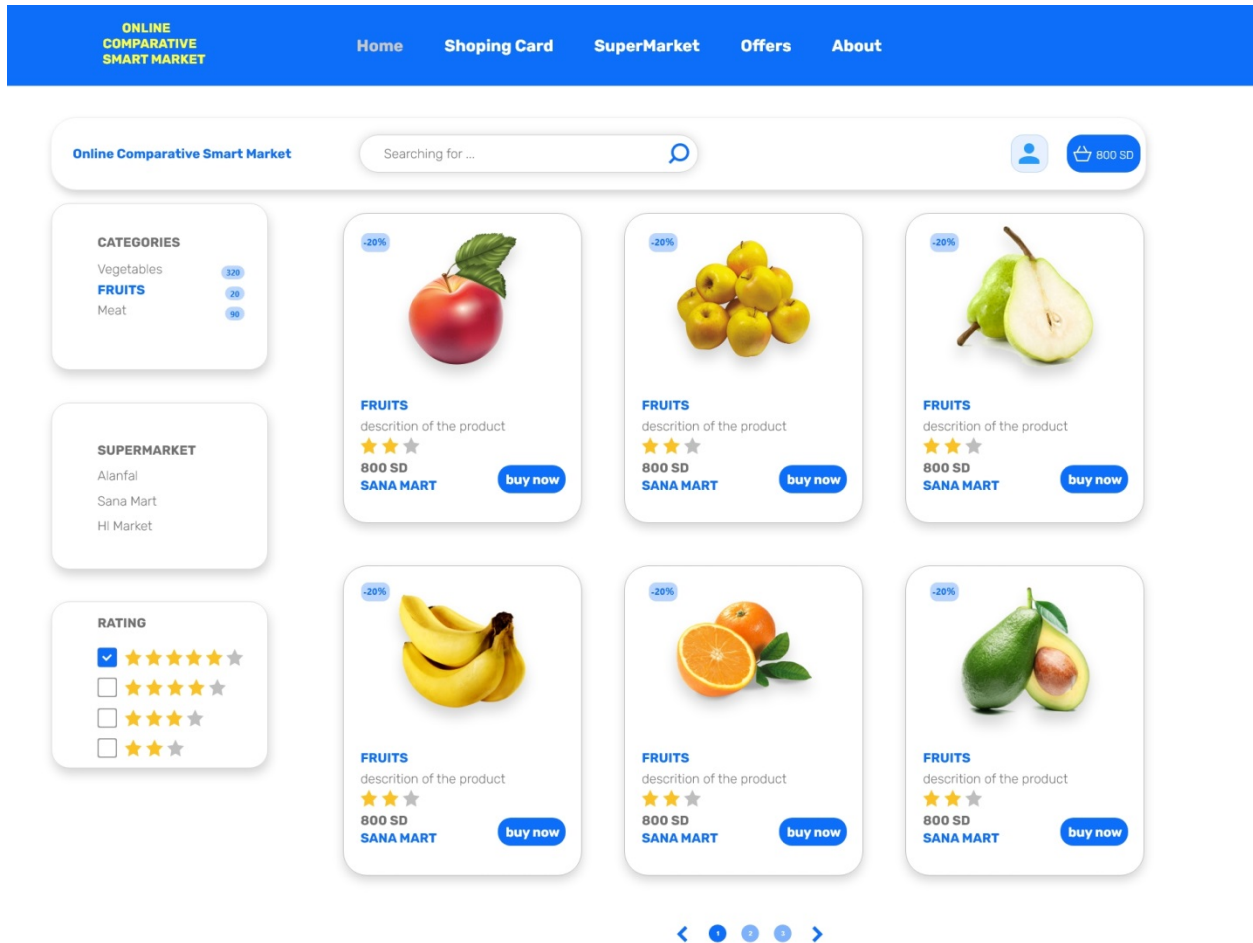 ONLINE
COMPARATIVE
SMART MARKET
Home Shoping Card SuperMarket Offers About
Online Comparative Smart Market
Searching for ...
800 SD
CATEGORIES
Vegetables 320
FRUITS 20
Meat 90
SUPERMARKET
Alanfal
Sana Mart
HI Market
RATING
-20%
FRUITS
descrition of the product
800 SD
SANA MART
buy now
-20%
FRUITS
descrition of the product
800 SD
SANA MART
buy now
-20%
FRUITS
descrition of the product
800 SD
SANA MART
buy now
-20%
FRUITS
descrition of the product
800 SD
SANA MART
buy now
-20%
FRUITS
descrition of the product
800 SD
SANA MART
buy now
-20%
FRUITS
descrition of the product
800 SD
SANA MART
buy now
1 2 3